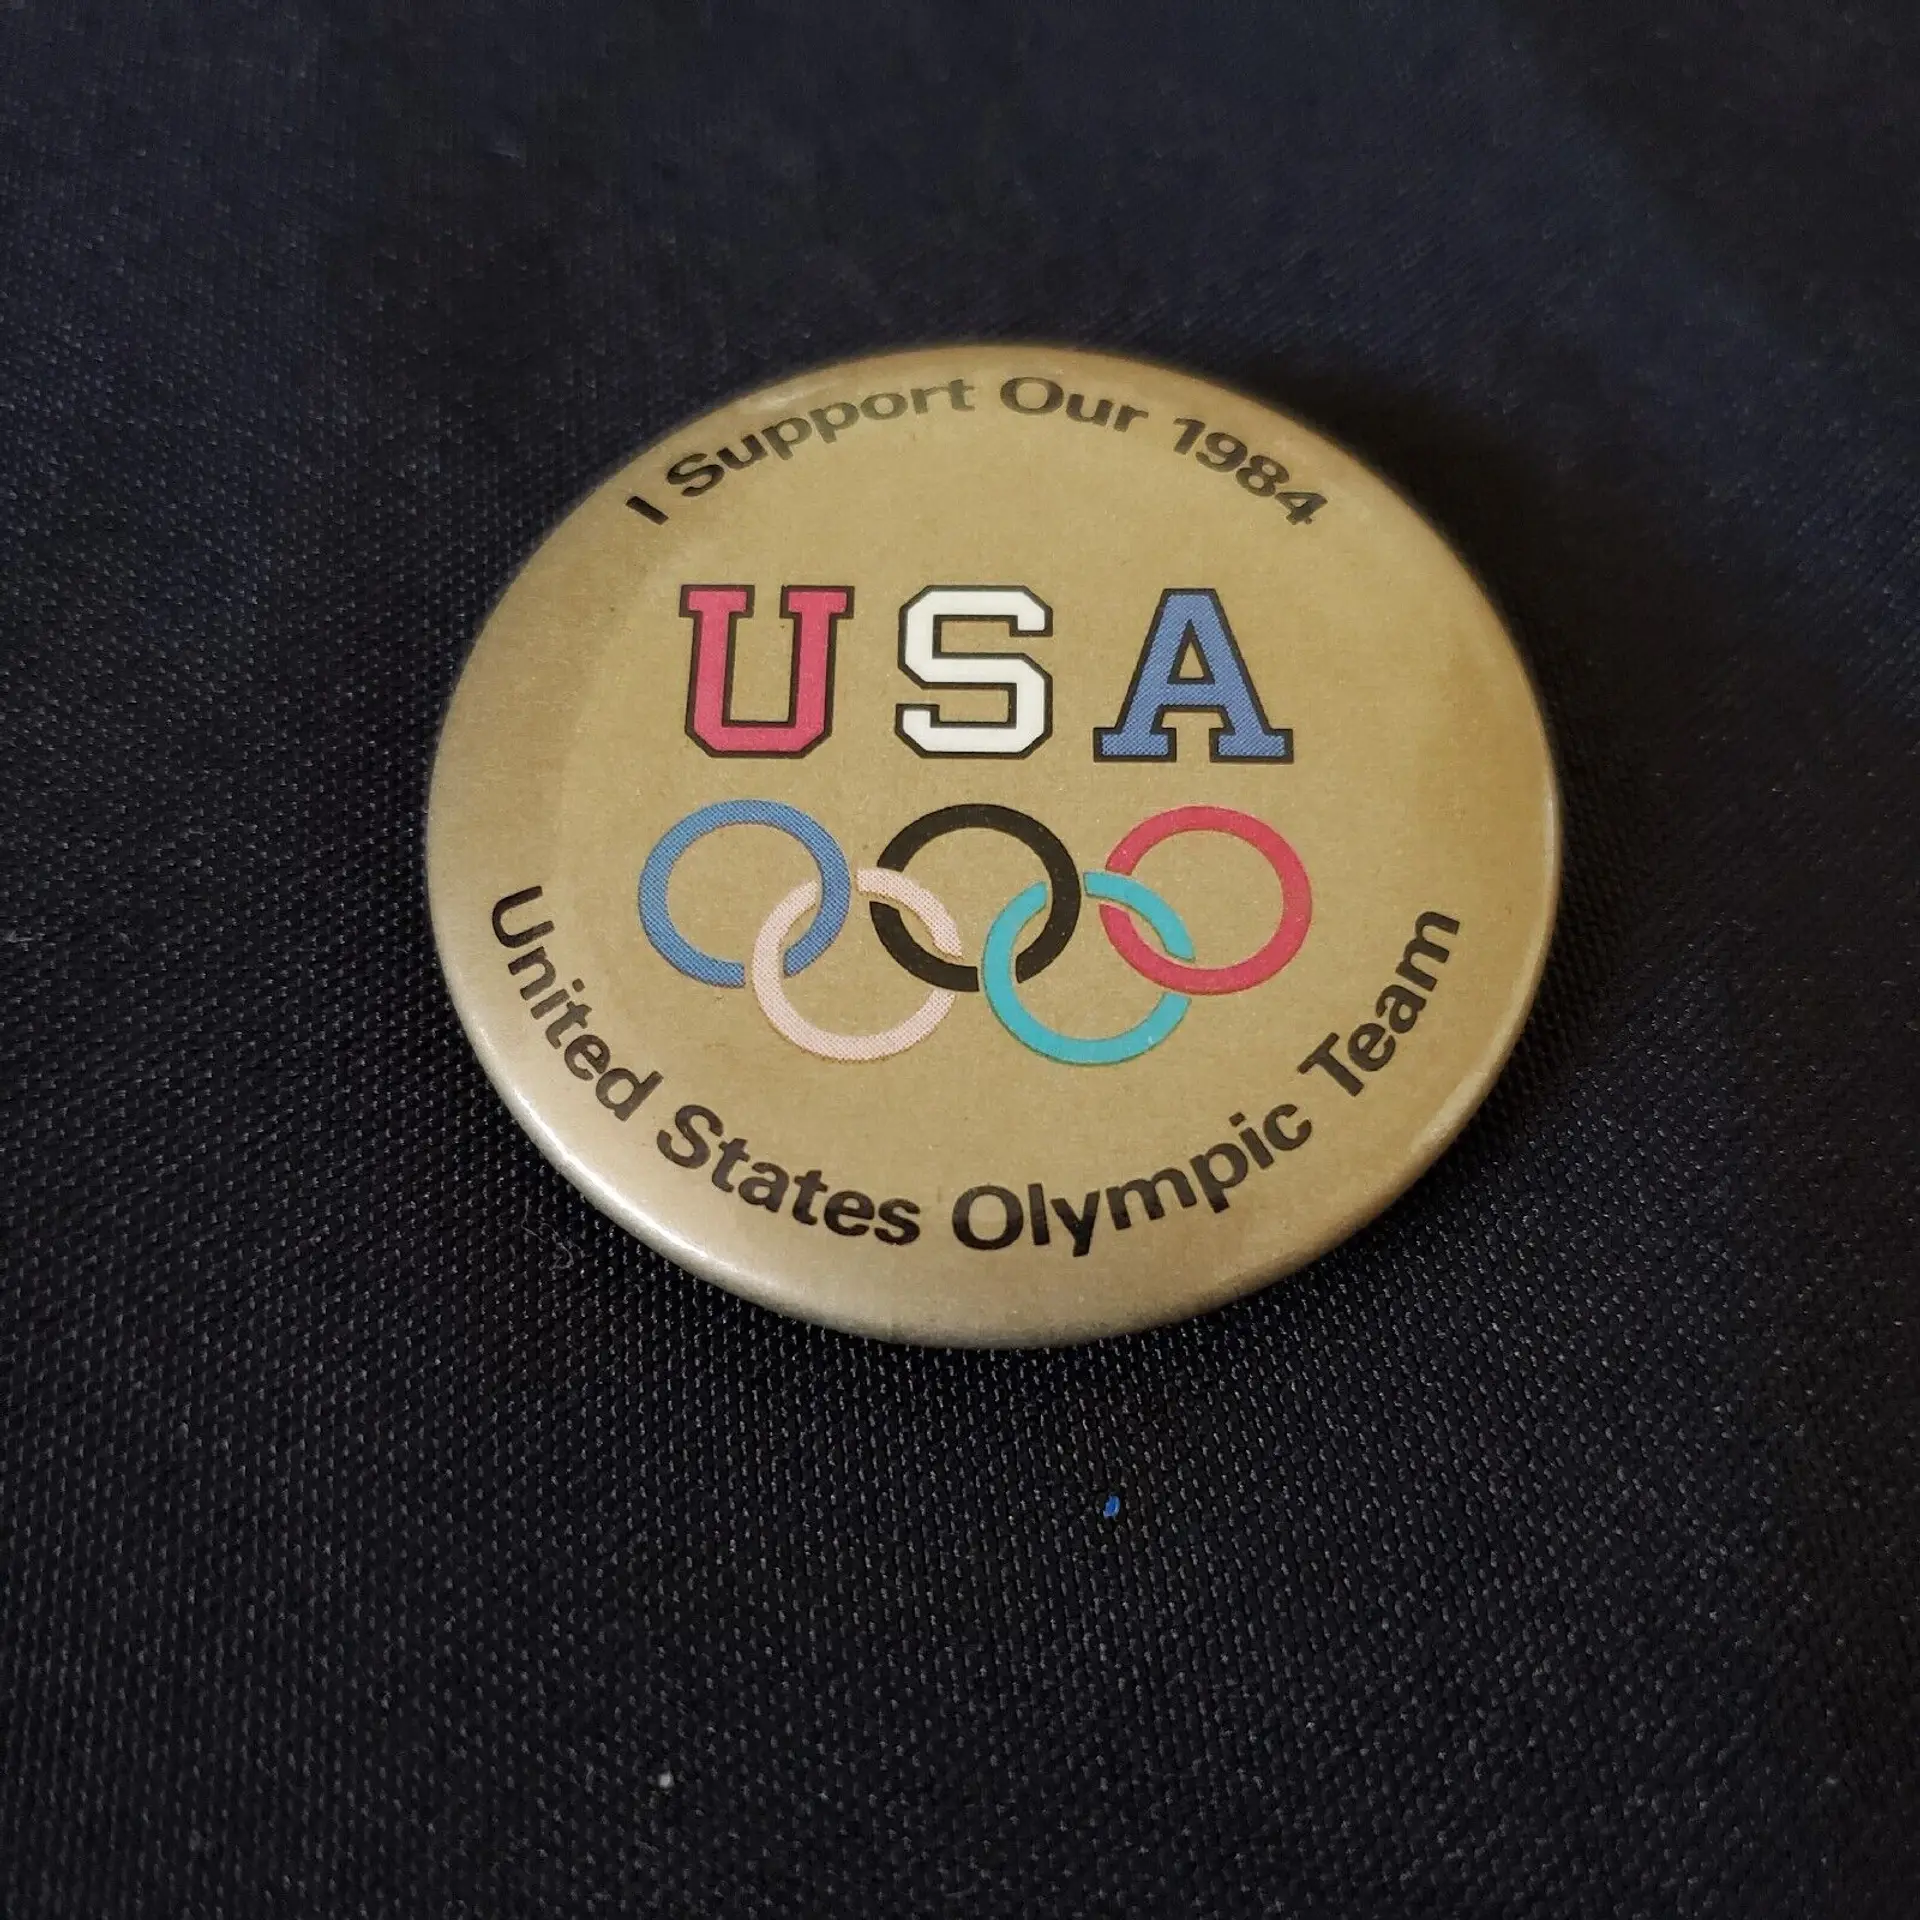 I Support Our 1984
USA
United States Olympic Team